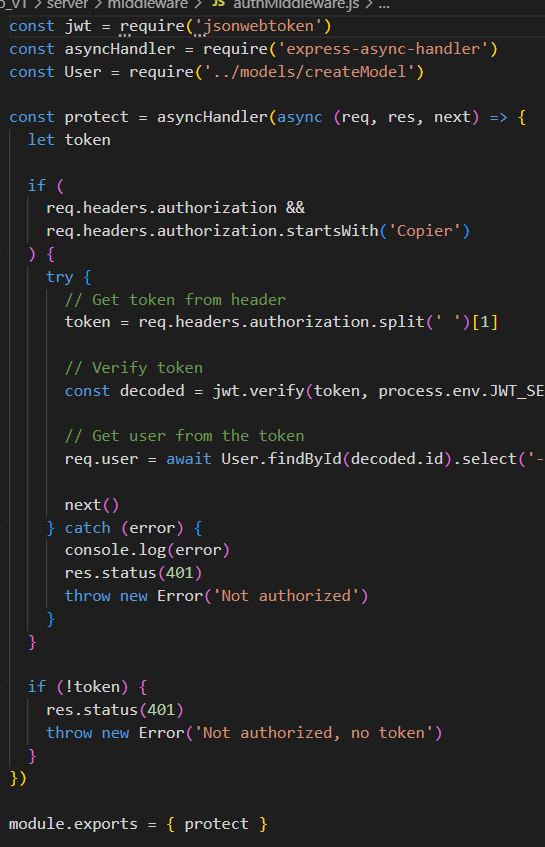 o_V1 > server > middleware > JS authMiddleware.js > ...
const jwt = require('jsonwebtoken')
const asyncHandler = require('express-async-handler')
const User = require('../models/createModel')
const protect = asyncHandler(async (req, res, next) => {
let token
if (
req.headers.authorization &&
req.headers.authorization.startsWith('Copier')
) {
try {
// Get token from header
token = req.headers.authorization.split(' ')[1]
// Verify token
const decoded = jwt.verify(token, process.env.JWT_SE
// Get user from the token
req.user = await User.findById(decoded.id).select('-
next()
} catch (error) {
console.log(error)
res.status(401)
throw new Error('Not authorized')
}
}
if (!token) {
res.status(401)
throw new Error('Not authorized, no token')
}
})
module.exports = { protect }